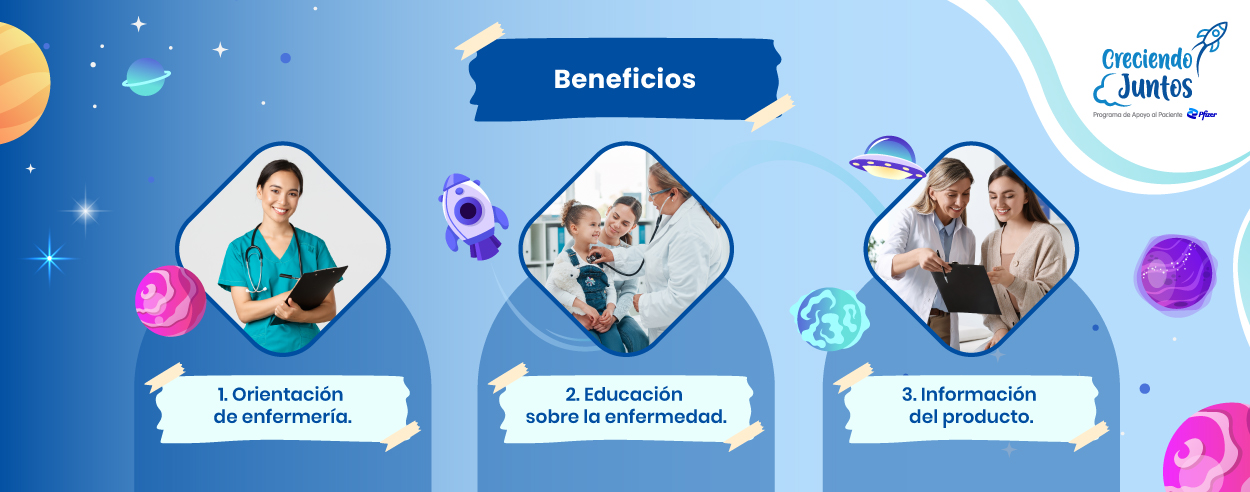 Beneficios
Creciendo
Juntos
Programa de Apoyo al Paciente Pfizer
1. Orientación
de enfermería.
2. Educación
sobre la enfermedad.
3. Información
del producto.